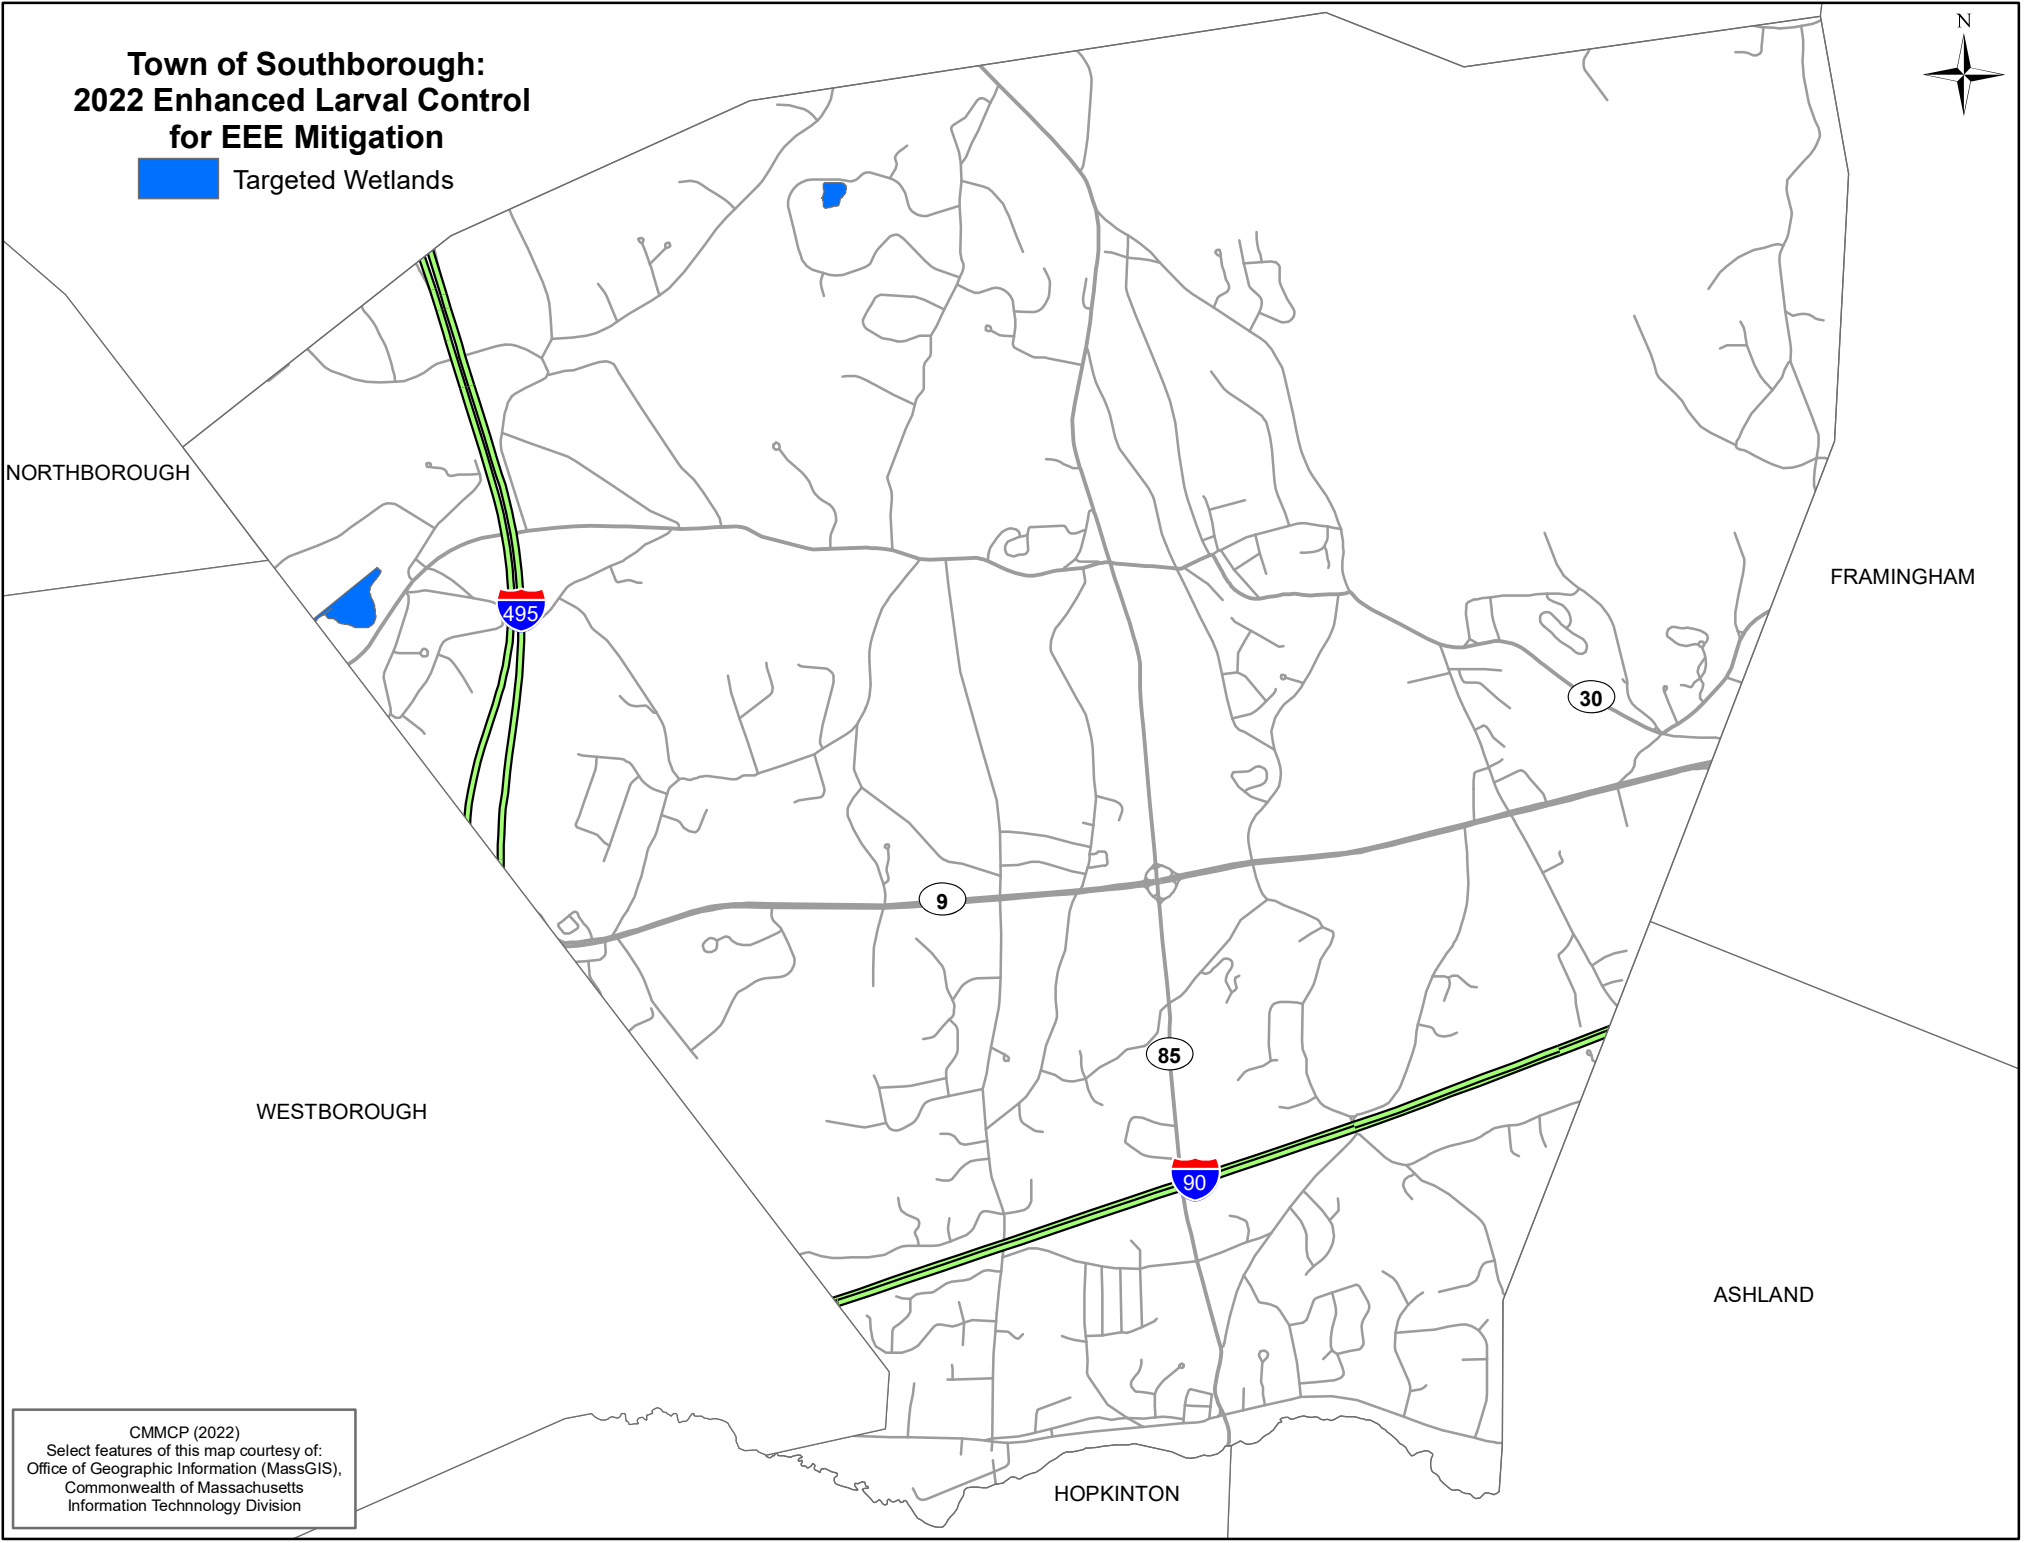 Town of Southborough:
2022 Enhanced Larval Control
for EEE Mitigation
Targeted Wetlands
N
NORTHBOROUGH
FRAMINGHAM
495
30
9
85
WESTBOROUGH
90
ASHLAND
HOPKINTON
CMMCP (2022)
Select features of this map courtesy of:
Office of Geographic Information (MassGIS),
Commonwealth of Massachusetts
Information Technnology Division